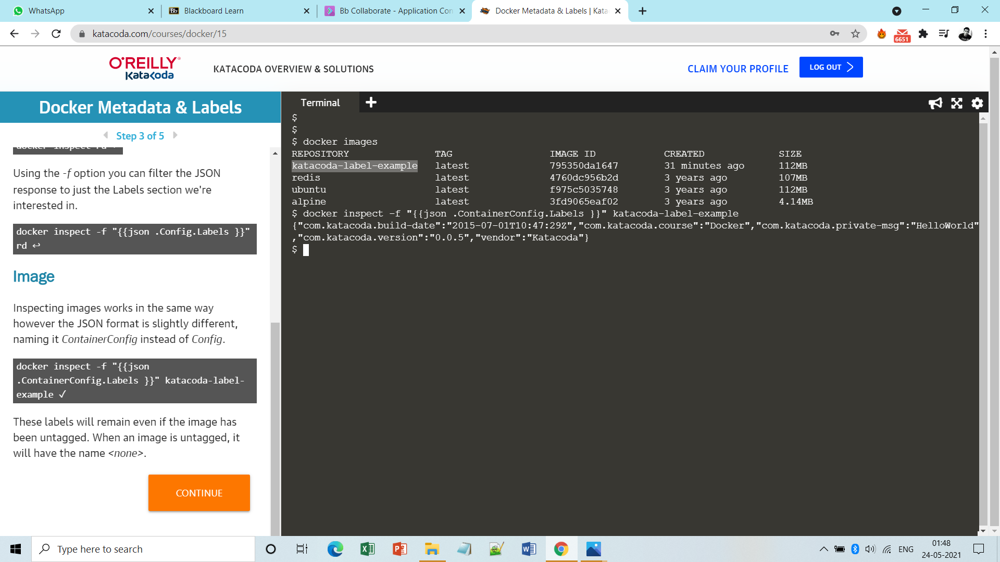 WhatsApp
Blackboard Learn
Bb Collaborate - Application Con
Docker Metadata & Labels | Kata
katacoda.com/courses/docker/15
6651
O'REILLY®
Katacoda
KATACODA OVERVIEW & SOLUTIONS
CLAIM YOUR PROFILE
LOG OUT
Docker Metadata & Labels
Step 3 of 5
docker inspect rd
Using the -f option you can filter the JSON
response to just the Labels section we're
interested in.
docker inspect -f "{{json .Config.Labels }}"
rd ↩
Image
Inspecting images works in the same way
however the JSON format is slightly different,
naming it ContainerConfig instead of Config.
docker inspect -f "{{json
.ContainerConfig.Labels }}" katacoda-label-
example ✓
These labels will remain even if the image has
been untagged. When an image is untagged, it
will have the name <none>.
CONTINUE
Terminal
$
$
$ docker images
REPOSITORY TAG IMAGE ID CREATED SIZE
katacoda-label-example latest 795350da1647 31 minutes ago 112MB
redis latest 4760dc956b2d 3 years ago 107MB
ubuntu latest f975c5035748 3 years ago 112MB
alpine latest 3fd9065eaf02 3 years ago 4.14MB
$ docker inspect -f "{{json .ContainerConfig.Labels }}" katacoda-label-example
{"com.katacoda.build-date":"2015-07-01T10:47:29Z","com.katacoda.course":"Docker","com.katacoda.private-msg":"HelloWorld"
,"com.katacoda.version":"0.0.5","vendor":"Katacoda"}
$
Type here to search
ENG
01:48
24-05-2021